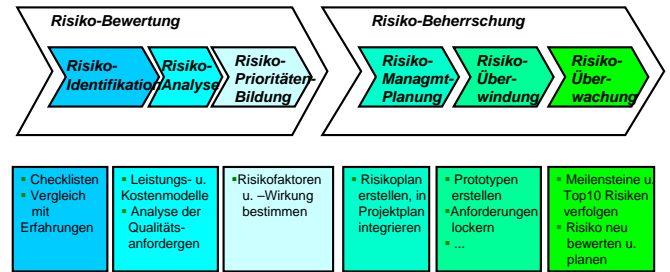 Risiko-Bewertung
Risiko-Beherrschung
Risiko-
Identifikation
Risiko-
Analyse
Risiko-
Prioritäten-
Bildung
Risiko-
Managmt-
Planung
Risiko-
Über-
windung
Risiko-
Über-
wachung
▪ Checklisten
▪ Vergleich
mit
Erfahrungen
▪ Leistungs- u.
Kostenmodelle
▪ Analyse der
Qualitäts-
anfordergen
▪Risikofaktoren
u. –Wirkung
bestimmen
▪ Risikoplan
erstellen, in
Projektplan
integrieren
▪ Prototypen
erstellen
▪Anforderungen
lockern
▪ ...
▪ Meilensteine u.
Top10 Risiken
verfolgen
▪ Risiko neu
bewerten u.
planen